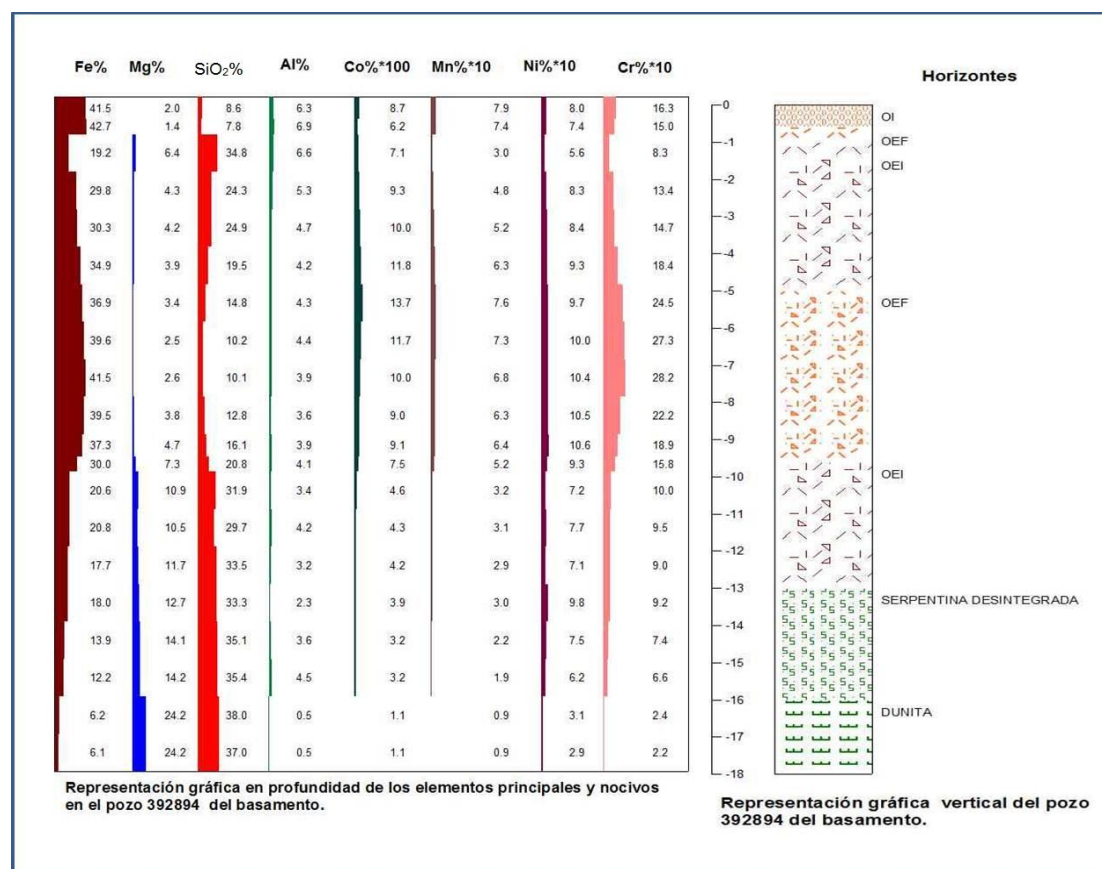 Fe% Mg% SiO₂% Al% Co%*100 Mn%*10 Ni%*10 Cr%*10
Horizontes
41.5 2.0 8.6 6.3 8.7 7.9 8.0 16.3
42.7 1.4 7.8 6.9 6.2 7.4 7.4 15.0
19.2 6.4 34.8 6.6 7.1 3.0 5.6 8.3
29.8 4.3 24.3 5.3 9.3 4.8 8.3 13.4
30.3 4.2 24.9 4.7 10.0 5.2 8.4 14.7
34.9 3.9 19.5 4.2 11.8 6.3 9.3 18.4
36.9 3.4 14.8 4.3 13.7 7.6 9.7 24.5
39.6 2.5 10.2 4.4 11.7 7.3 10.0 27.3
41.5 2.6 10.1 3.9 10.0 6.8 10.4 28.2
39.5 3.8 12.8 3.6 9.0 6.3 10.5 22.2
37.3 4.7 16.1 3.9 9.1 6.4 10.6 18.9
30.0 7.3 20.8 4.1 7.5 5.2 9.3 15.8
20.6 10.9 31.9 3.4 4.6 3.2 7.2 10.0
20.8 10.5 29.7 4.2 4.3 3.1 7.7 9.5
17.7 11.7 33.5 3.2 4.2 2.9 7.1 9.0
18.0 12.7 33.3 2.3 3.9 3.0 9.8 9.2
13.9 14.1 35.1 3.6 3.2 2.2 7.5 7.4
12.2 14.2 35.4 4.5 3.2 1.9 6.2 6.6
6.2 24.2 38.0 0.5 1.1 0.9 3.1 2.4
6.1 24.2 37.0 0.5 1.1 0.9 2.9 2.2
0
-1
-2
-3
-4
-5
-6
-7
-8
-9
-10
-11
-12
-13
-14
-15
-16
-17
-18
OI
OEF
OEI
OEF
OEI
SERPENTINA DESINTEGRADA
DUNITA
Representación gráfica en profundidad de los elementos principales y nocivos
en el pozo 392894 del basamento.
Representación gráfica vertical del pozo
392894 del basamento.